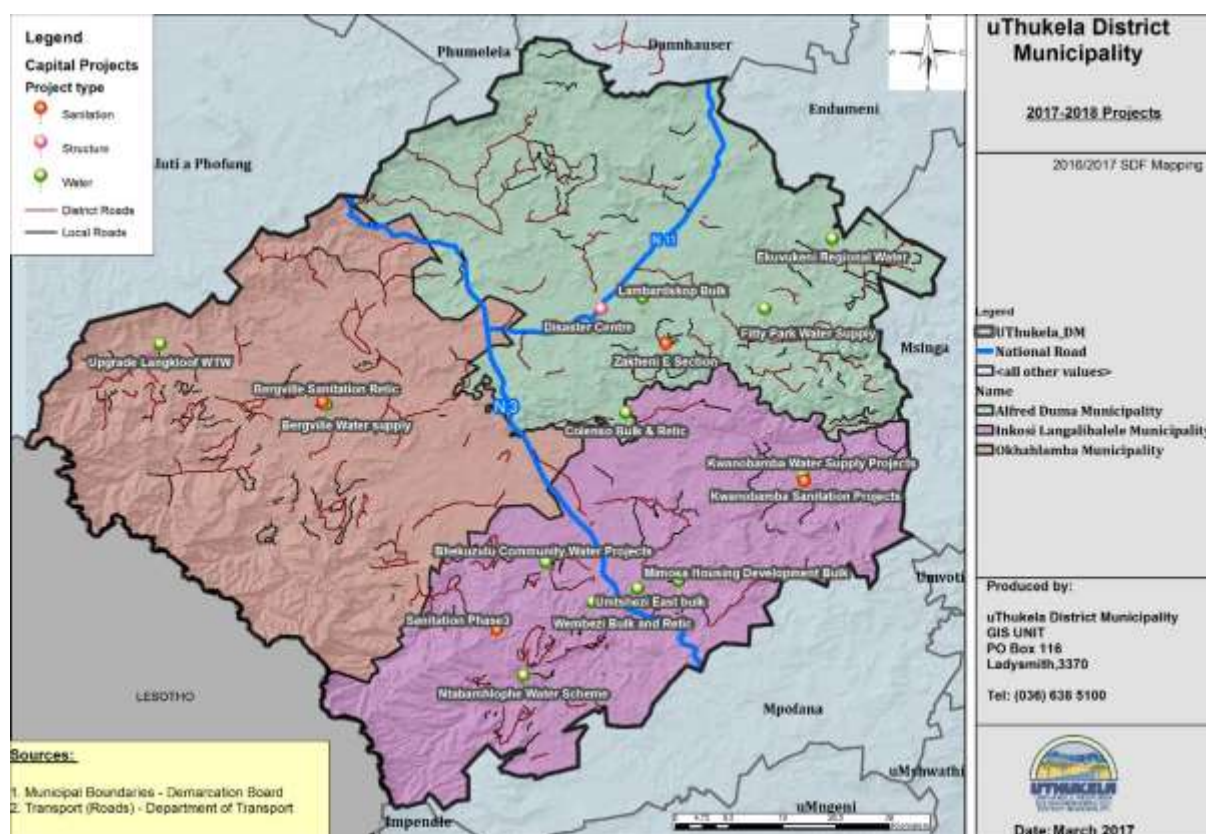 Legend
Capital Projects
Project type
Sanitation
Structure
Water
District Roads
Local Roads
Phumelela
Dannhauser
Endumeni
Juti a Phofung
N 11
Ekuvukeni Regional Water
Lambardskop Bulk
Disaster Centre
Fitty Park Water Supply
Zakheni E Section
Msinga
Upgrade Langkloof WTW
Bergville Sanitation Retic
Bergville Water supply
N 3
Colenso Bulk & Retic
Kwanobamba Water Supply Projects
Kwanobamba Sanitation Projects
Bhekuzulu Community Water Projects
Mimosa Housing Development Bulk
Umtshezi East bulk
Wembezi Bulk and Retic
Sanitation Phase3
Ntabamhlophe Water Scheme
Umvoti
LESOTHO
Mpofana
uMshwathi
uMngeni
Impendle
Sources:
1. Municipal Boundaries - Demarcation Board
2. Transport (Roads) - Department of Transport
uThukela District
Municipality
2017-2018 Projects
2016/2017 SDF Mapping
Legend
UThukela_DM
National Road
<all other values>
Name
Alfred Duma Municipality
Inkosi Langalibalele Municipality
Okhahlamba Municipality
Produced by:
uThukela District Municipality
GIS UNIT
PO Box 116
Ladysmith,3370
Tel: (036) 638 5100
UTHUKELA
Date: March 2017